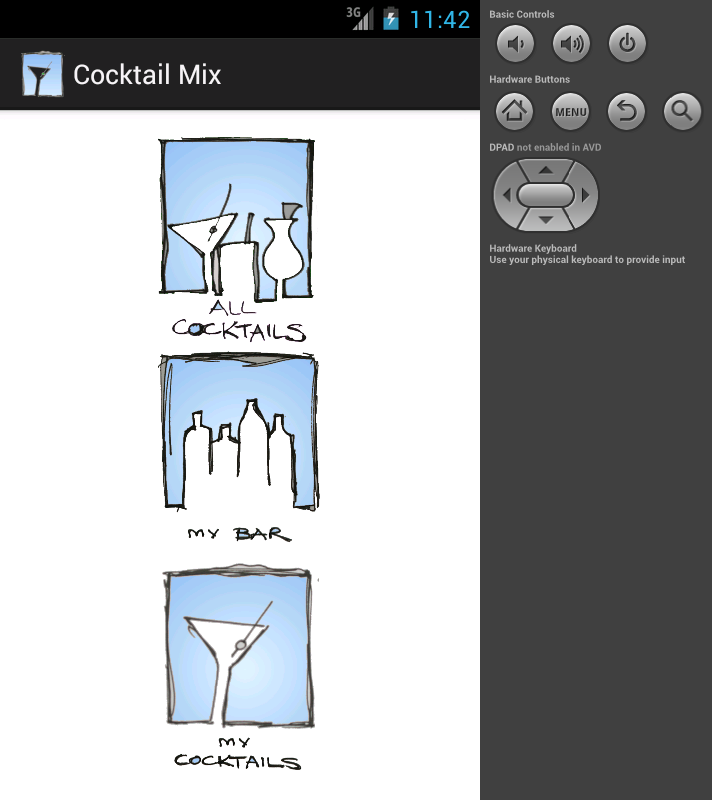 3G
11:42
Cocktail Mix
ALL
COCKTAILS
MY BAR
MY
COCKTAILS
Basic Controls
Hardware Buttons
MENU
DPAD not enabled in AVD
Hardware Keyboard
Use your physical keyboard to provide input